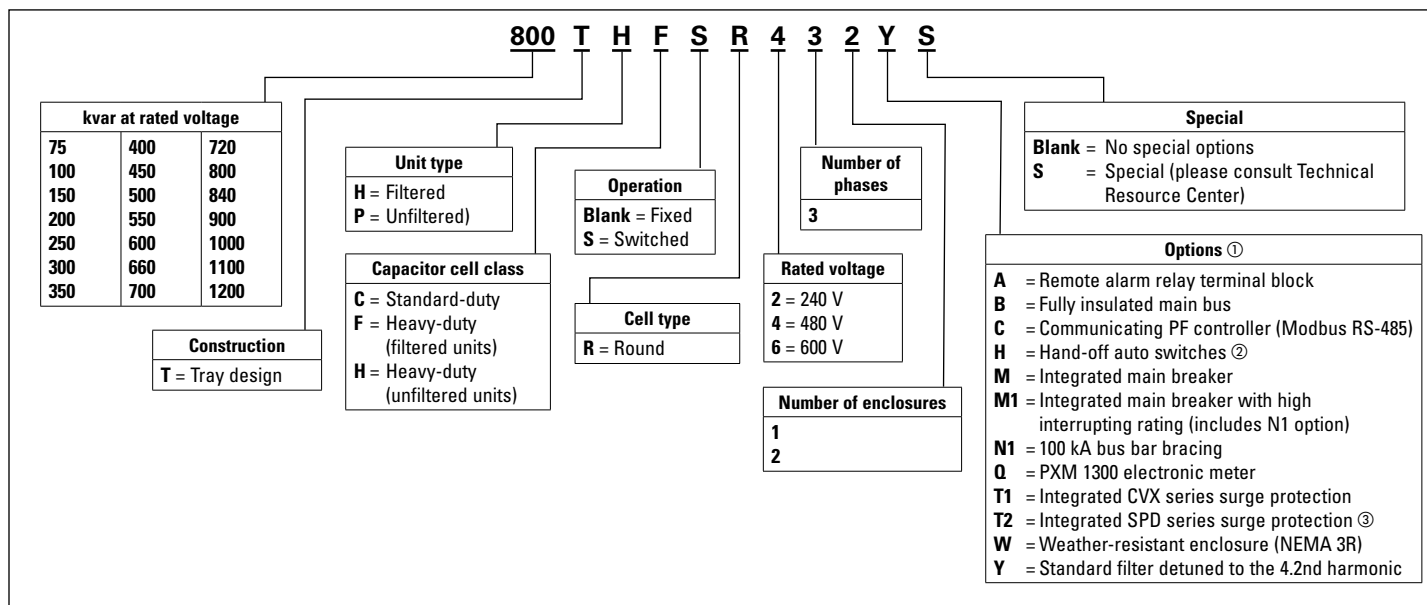 800 T H F S R 4 3 2 Y S
kvar at rated voltage
75 400 720
100 450 800
150 500 840
200 550 900
250 600 1000
300 660 1100
350 700 1200
Construction
T = Tray design
Unit type
H = Filtered
P = Unfiltered)
Capacitor cell class
C = Standard-duty
F = Heavy-duty
(filtered units)
H = Heavy-duty
(unfiltered units)
Operation
Blank = Fixed
S = Switched
Cell type
R = Round
Number of
phases
3
Rated voltage
2 = 240 V
4 = 480 V
6 = 600 V
Number of enclosures
1
2
Special
Blank = No special options
S = Special (please consult Technical
Resource Center)
Options ①
A = Remote alarm relay terminal block
B = Fully insulated main bus
C = Communicating PF controller (Modbus RS-485)
H = Hand-off auto switches ②
M = Integrated main breaker
M1 = Integrated main breaker with high
interrupting rating (includes N1 option)
N1 = 100 kA bus bar bracing
Q = PXM 1300 electronic meter
T1 = Integrated CVX series surge protection
T2 = Integrated SPD series surge protection ③
W = Weather-resistant enclosure (NEMA 3R)
Y = Standard filter detuned to the 4.2nd harmonic